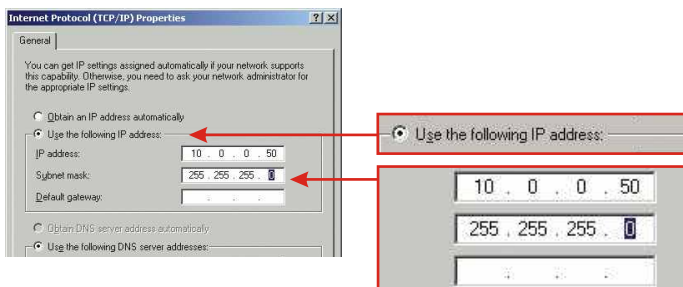 Internet Protocol (TCP/IP) Properties
General
You can get IP settings assigned automatically if your network supports
this capability. Otherwise, you need to ask your network administrator for
the appropriate IP settings.
Obtain an IP address automatically
Use the following IP address:
IP address: 10 . 0 . 0 . 50
Subnet mask: 255 . 255 . 255 . 0
Default gateway: . . .
Obtain DNS server address automatically
Use the following DNS server addresses:
Use the following IP address:
10 . 0 . 0 . 50
255 . 255 . 255 . 0
. . .